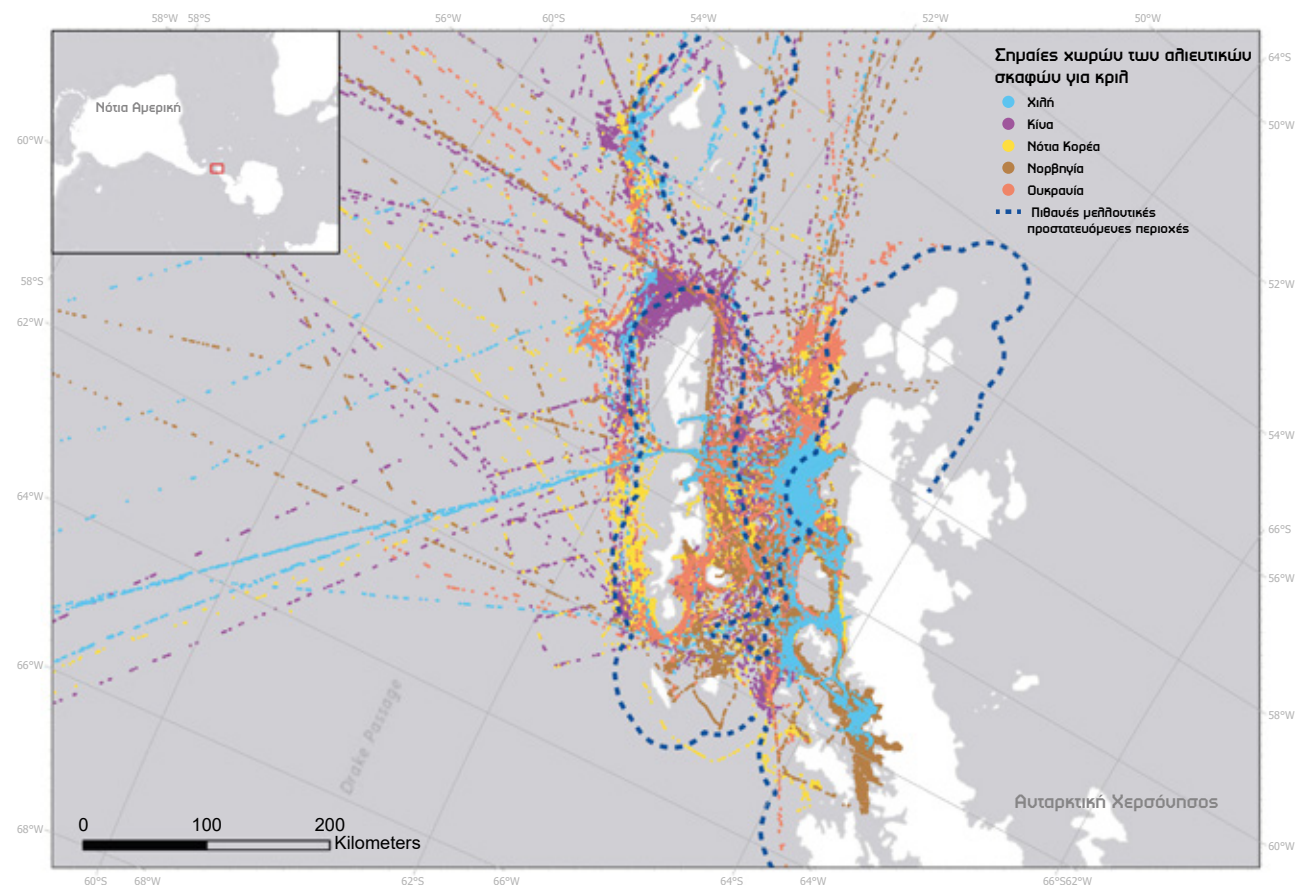 58°W 58°S 56°W 60°S 54°W 52°W 50°W
Σημαίες χωρών των αλιευτικών
σκαφών για κριλ
Χιλή
Κίνα
Νότια Κορέα
Νορβηγία
Ουκρανία
Πιθανές μελλοντικές
προστατευόμενες περιοχές
Νότια Αμερική
60°W
58°S
62°W
64°W
66°W
68°W
64°S
50°W
52°W
54°W
66°S
56°W
58°W
60°W
Drake Passage
Ανταρκτική Χερσόνησος
0 100 200
Kilometers
60°S 68°W 62°S 66°W 64°S 64°W 66°S62°W